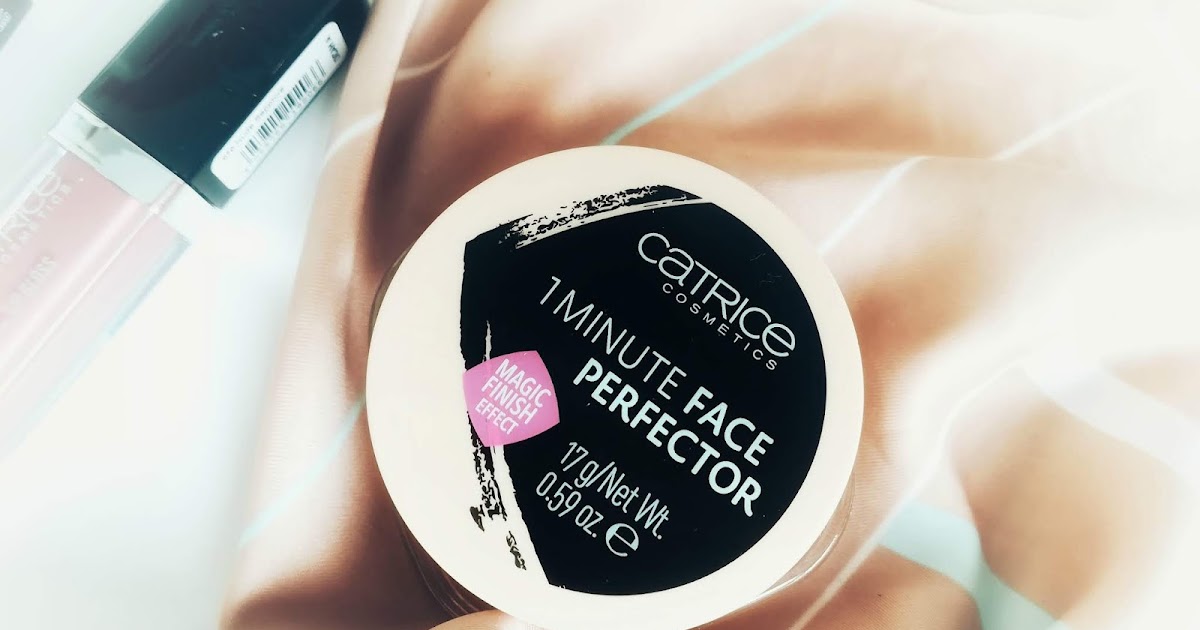 CATRICE
COSMETICS
1 MINUTE FACE
PERFECTOR
MAGIC
FINISH
EFFECT
17 g/Net Wt.
0.59 oz. e